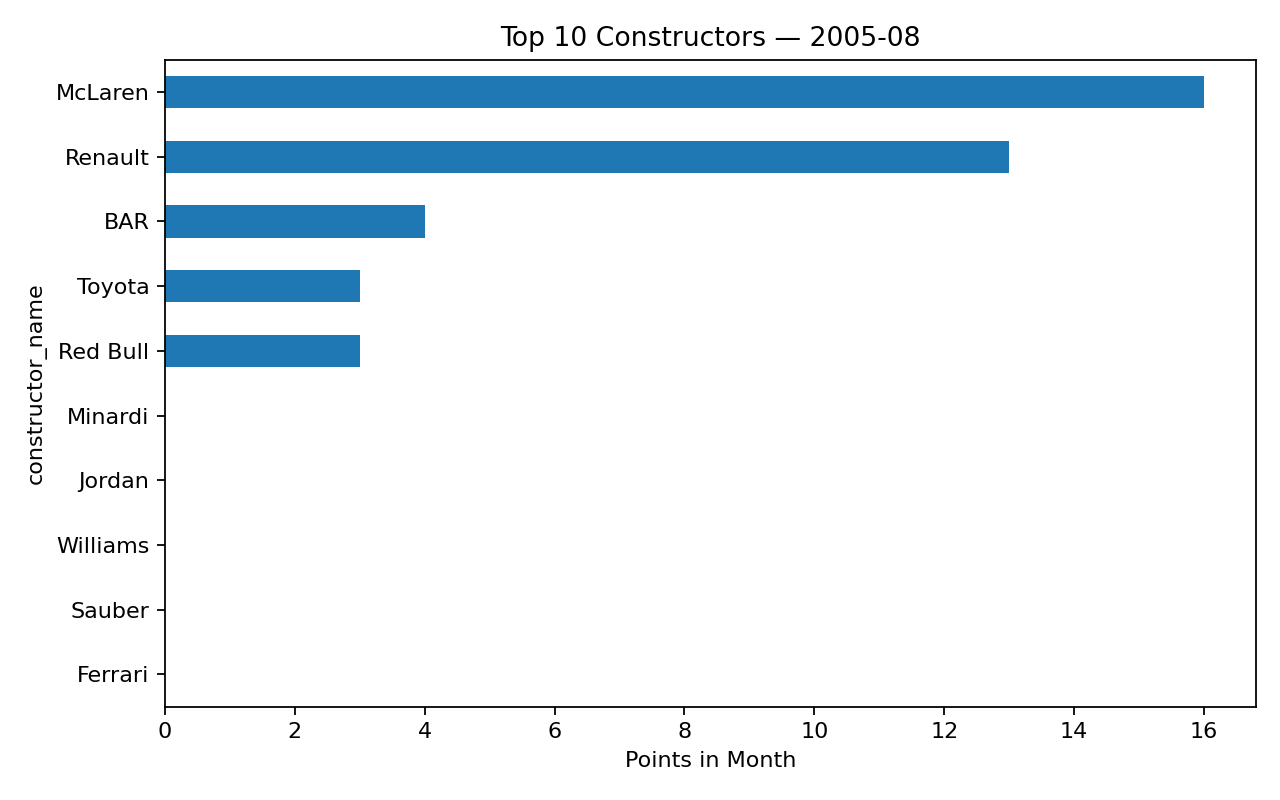 Top 10 Constructors — 2005-08
constructor_name
McLaren
Renault
BAR
Toyota
Red Bull
Minardi
Jordan
Williams
Sauber
Ferrari
0 2 4 6 8 10 12 14 16
Points in Month